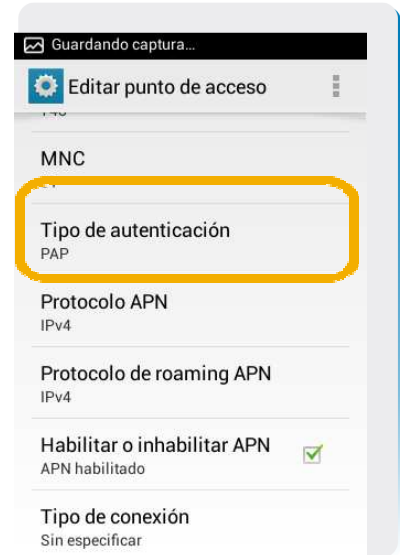 Guardando captura...
Editar punto de acceso
MNC
Tipo de autenticación
PAP
Protocolo APN
IPv4
Protocolo de roaming APN
IPv4
Habilitar o inhabilitar APN
APN habilitado
Tipo de conexión
Sin especificar